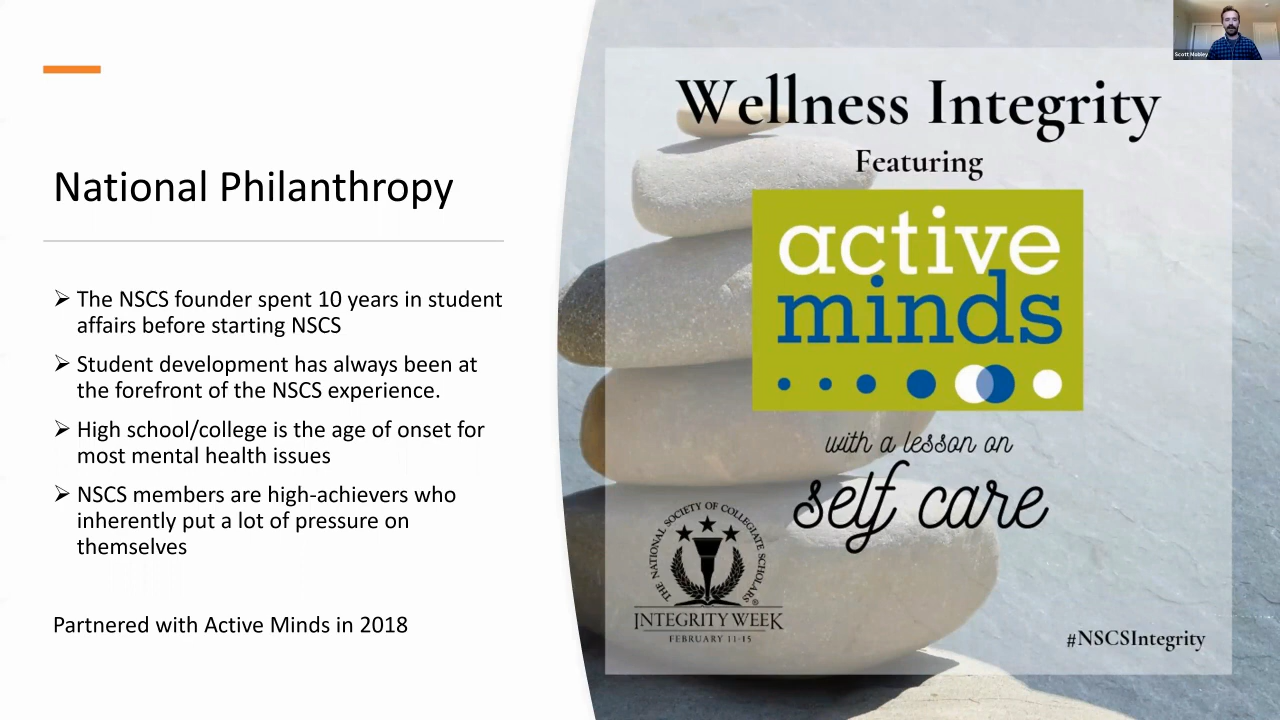 National Philanthropy
➢ The NSCS founder spent 10 years in student
affairs before starting NSCS
➢ Student development has always been at
the forefront of the NSCS experience.
➢ High school/college is the age of onset for
most mental health issues
➢ NSCS members are high-achievers who
inherently put a lot of pressure on
themselves
Partnered with Active Minds in 2018
Wellness Integrity
Featuring
active
minds
with a lesson on
self care
THE NATIONAL SOCIETY OF COLLEGIATE SCHOLARS®
INTEGRITY WEEK
FEBRUARY 11-15
#NSCSIntegrity
Scott Mobley